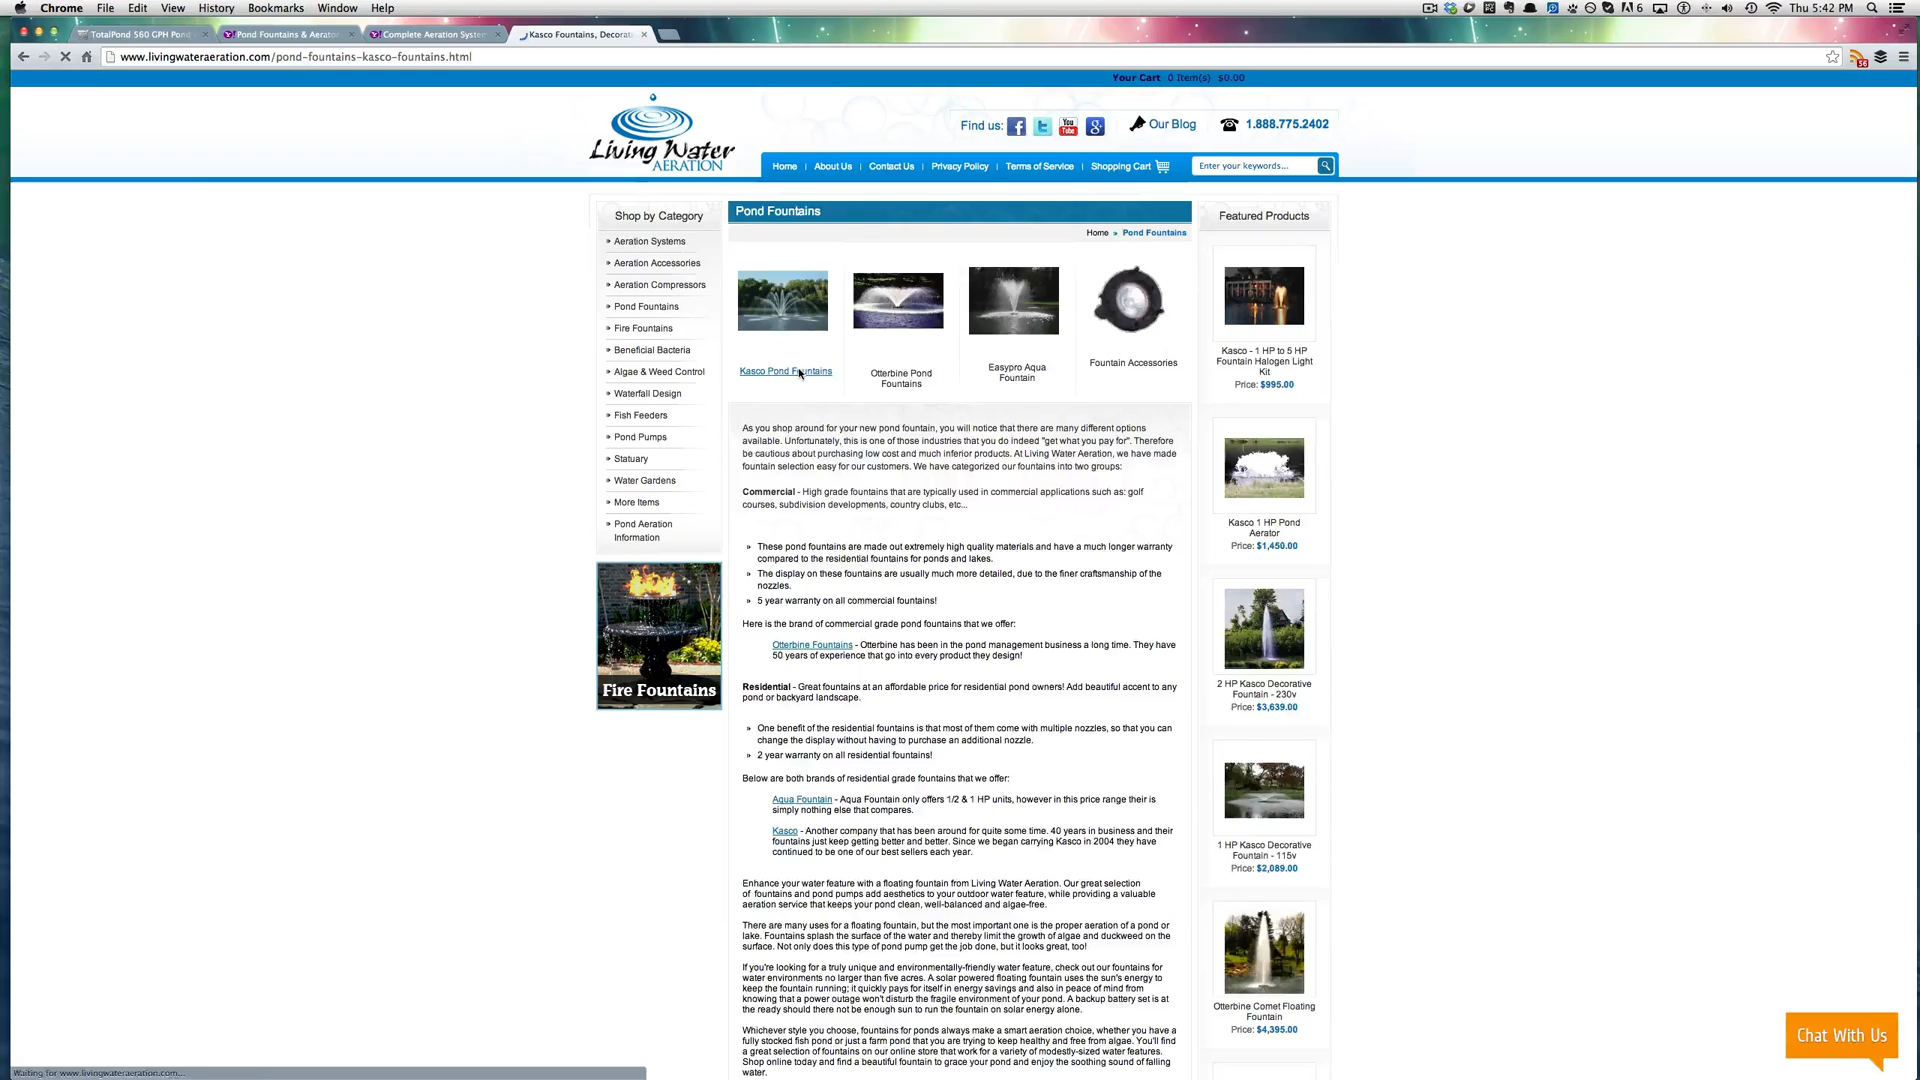 Chrome File Edit View History Bookmarks Window Help
6 Thu 5:42 PM
TotalPond 560 GPH Pond
Pond Fountains & Aerator
Complete Aeration System
Kasco Fountains, Decorati
www.livingwateraeration.com/pond-fountains-kasco-fountains.html
56
Your Cart 0 Item(s) $0.00
Living Water
AERATION
Find us:
You Tube
Our Blog
1.888.775.2402
Home | About Us | Contact Us | Privacy Policy | Terms of Service | Shopping Cart
Enter your keywords...
Shop by Category
» Aeration Systems
» Aeration Accessories
» Aeration Compressors
» Pond Fountains
» Fire Fountains
» Beneficial Bacteria
» Algae & Weed Control
» Waterfall Design
» Fish Feeders
» Pond Pumps
» Statuary
» Water Gardens
» More Items
» Pond Aeration
Information
Fire Fountains
Pond Fountains
Home » Pond Fountains
Kasco Pond Fountains
Otterbine Pond
Fountains
Easypro Aqua
Fountain
Fountain Accessories
As you shop around for your new pond fountain, you will notice that there are many different options
available. Unfortunately, this is one of those industries that you do indeed "get what you pay for". Therefore
be cautious about purchasing low cost and much inferior products. At Living Water Aeration, we have made
fountain selection easy for our customers. We have categorized our fountains into two groups:
Commercial - High grade fountains that are typically used in commercial applications such as: golf
courses, subdivision developments, country clubs, etc...
» These pond fountains are made out extremely high quality materials and have a much longer warranty
compared to the residential fountains for ponds and lakes.
» The display on these fountains are usually much more detailed, due to the finer craftsmanship of the
nozzles.
» 5 year warranty on all commercial fountains!
Here is the brand of commercial grade pond fountains that we offer:
Otterbine Fountains - Otterbine has been in the pond management business a long time. They have
50 years of experience that go into every product they design!
Residential - Great fountains at an affordable price for residential pond owners! Add beautiful accent to any
pond or backyard landscape.
» One benefit of the residential fountains is that most of them come with multiple nozzles, so that you can
change the display without having to purchase an additional nozzle.
» 2 year warranty on all residential fountains!
Below are both brands of residential grade fountains that we offer:
Aqua Fountain - Aqua Fountain only offers 1/2 & 1 HP units, however in this price range their is
simply nothing else that compares.
Kasco - Another company that has been around for quite some time. 40 years in business and their
fountains just keep getting better and better. Since we began carrying Kasco in 2004 they have
continued to be one of our best sellers each year.
Enhance your water feature with a floating fountain from Living Water Aeration. Our great selection
of fountains and pond pumps add aesthetics to your outdoor water feature, while providing a valuable
aeration service that keeps your pond clean, well-balanced and algae-free.
There are many uses for a floating fountain, but the most important one is the proper aeration of a pond or
lake. Fountains splash the surface of the water and thereby limit the growth of algae and duckweed on the
surface. Not only does this type of pond pump get the job done, but it looks great, too!
If you're looking for a truly unique and environmentally-friendly water feature, check out our fountains for
water environments no larger than five acres. A solar powered floating fountain uses the sun's energy to
keep the fountain running; it quickly pays for itself in energy savings and also in peace of mind from
knowing that a power outage won't disturb the fragile environment of your pond. A backup battery set is at
the ready should there not be enough sun to run the fountain on solar energy alone.
Whichever style you choose, fountains for ponds always make a smart aeration choice, whether you have a
fully stocked fish pond or just a farm pond that you are trying to keep healthy and free from algae. You'll find
a great selection of fountains on our online store that work for a variety of modestly-sized water features.
Shop online today and find a beautiful fountain to grace your pond and enjoy the soothing sound of falling
water.
Featured Products
Kasco - 1 HP to 5 HP
Fountain Halogen Light
Kit
Price: $995.00
Kasco 1 HP Pond
Aerator
Price: $1,450.00
2 HP Kasco Decorative
Fountain - 230v
Price: $3,639.00
1 HP Kasco Decorative
Fountain - 115v
Price: $2,089.00
Otterbine Comet Floating
Fountain
Price: $4,395.00
Chat With Us
Waiting for www.livingwateraeration.com...